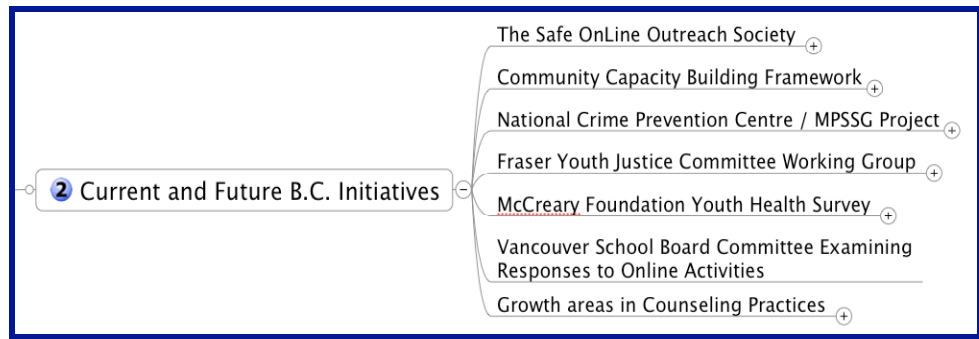 The Safe OnLine Outreach Society
Community Capacity Building Framework
National Crime Prevention Centre / MPSSG Project
Fraser Youth Justice Committee Working Group
2 Current and Future B.C. Initiatives
McCreary Foundation Youth Health Survey
Vancouver School Board Committee Examining
Responses to Online Activities
Growth areas in Counseling Practices